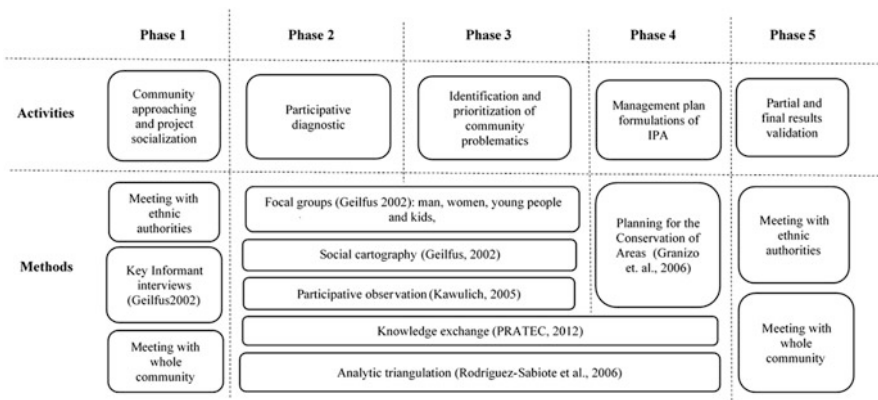 Phase 1
Phase 2
Phase 3
Phase 4
Phase 5
Activities
Community
approaching
and project
socialization
Participative
diagnostic
Identification and
prioritization of
community
problematics
Management plan
formulations of
IPA
Partial and
final results
validation
Methods
Meeting with
ethnic
authorities
Key Informant
interviews
(Geilfus2002)
Meeting with
whole
community
Focal groups (Geilfus 2002): man, women, young people
and kids,
Social cartography (Geilfus, 2002)
Participative observation (Kawulich, 2005)
Knowledge exchange (PRATEC, 2012)
Analytic triangulation (Rodríguez-Sabiote et al., 2006)
Planning for the
Conservation of
Areas (Granizo
et. al., 2006)
Meeting with
ethnic
authorities
Meeting with
whole
community